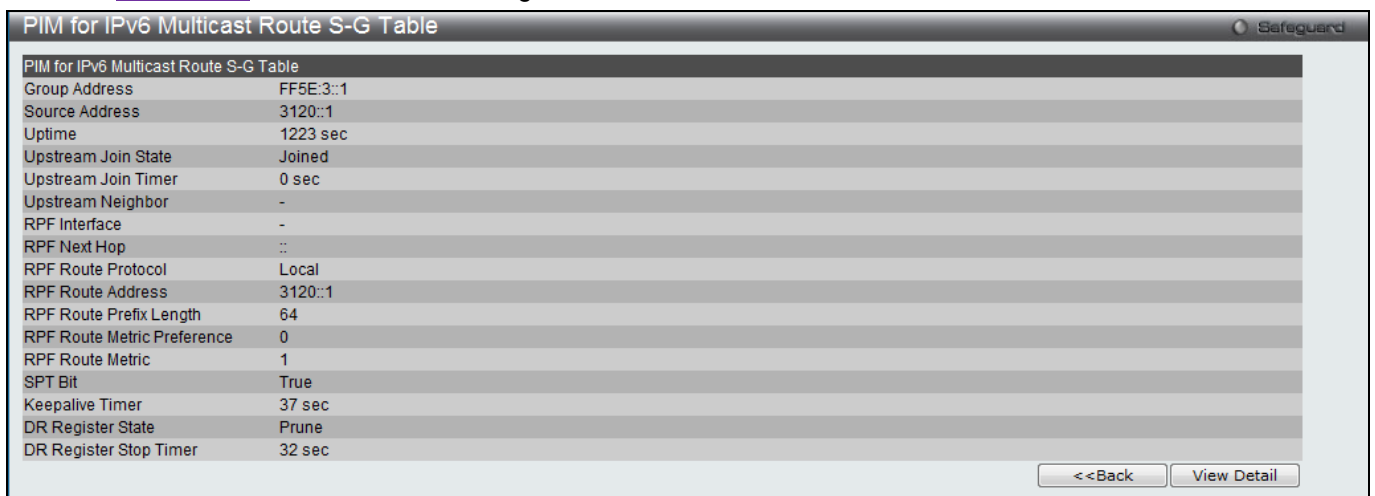 PIM for IPv6 Multicast Route S-G Table Safeguard
PIM for IPv6 Multicast Route S-G Table
Group Address FF5E:3::1
Source Address 3120::1
Uptime 1223 sec
Upstream Join State Joined
Upstream Join Timer 0 sec
Upstream Neighbor -
RPF Interface -
RPF Next Hop ::
RPF Route Protocol Local
RPF Route Address 3120::1
RPF Route Prefix Length 64
RPF Route Metric Preference 0
RPF Route Metric 1
SPT Bit True
Keepalive Timer 37 sec
DR Register State Prune
DR Register Stop Timer 32 sec
<<Back View Detail